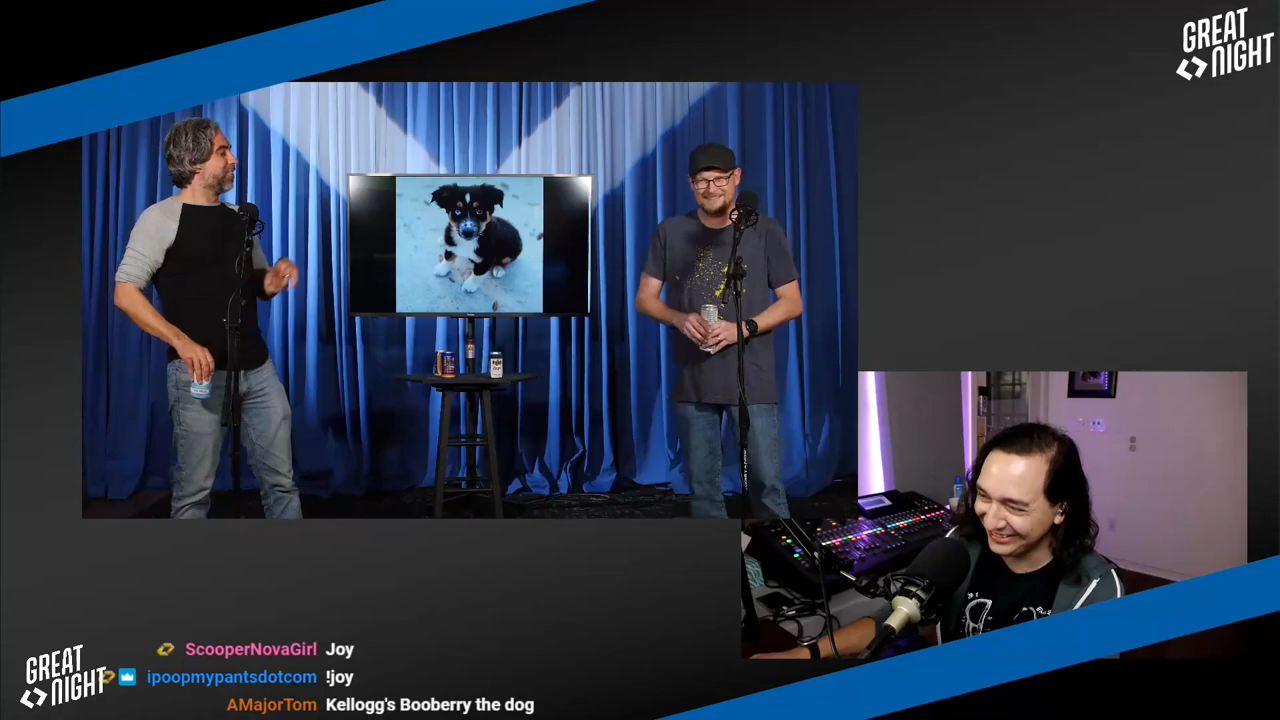 GREAT
NIGHT
ScooperNovaGirl Joy
ipoopmypantsdotcom !joy
AMajorTom Kellogg's Booberry the dog
GREAT
NIGHT